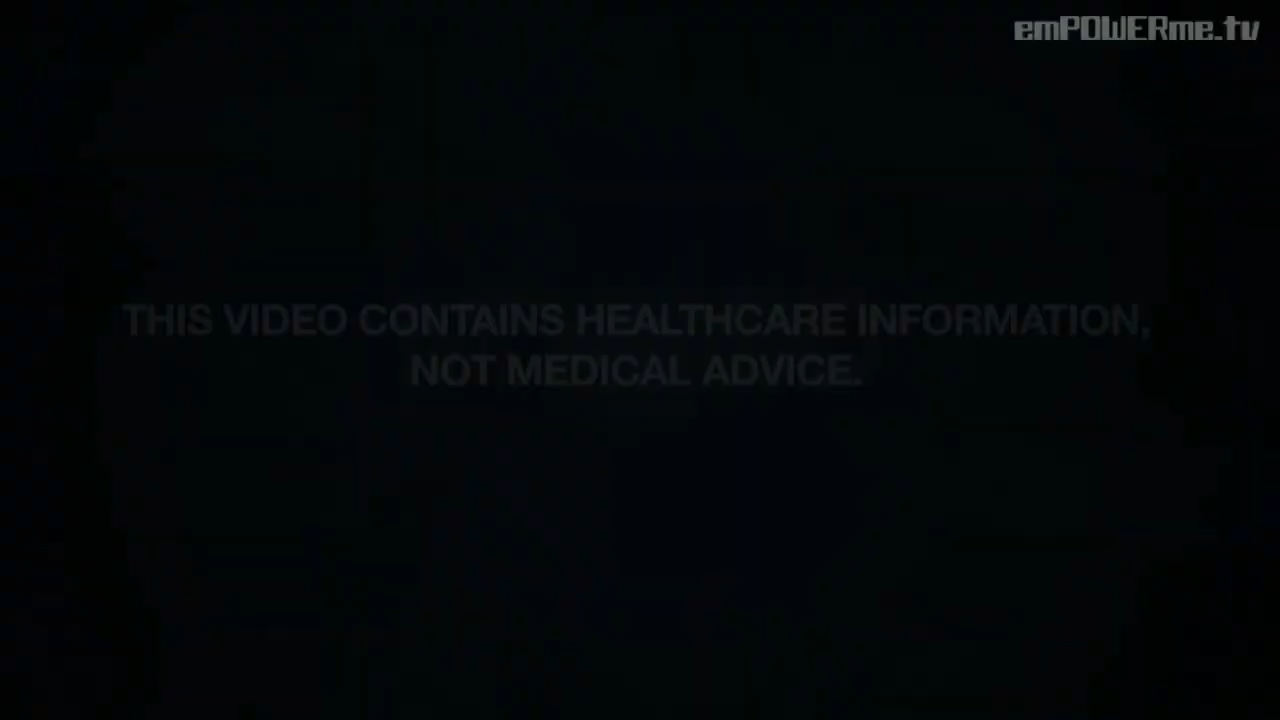 emPOWERme.tv
THIS VIDEO CONTAINS HEALTHCARE INFORMATION,
NOT MEDICAL ADVICE.